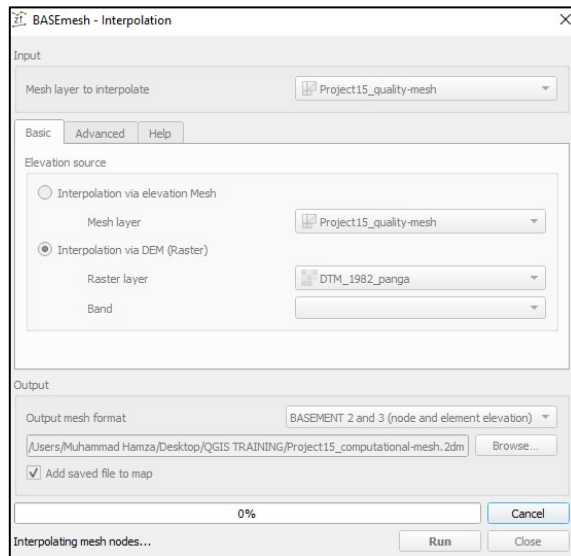 BASEmesh - Interpolation
Input
Mesh layer to interpolate Project15_quality-mesh
Basic Advanced Help
Elevation source
Interpolation via elevation Mesh
Mesh layer Project15_quality-mesh
Interpolation via DEM (Raster)
Raster layer DTM_1982_panga
Band
Output
Output mesh format BASEMENT 2 and 3 (node and element elevation)
/Users/Muhammad Hamza/Desktop/QGIS TRAINING/Project15_computational-mesh.2dm Browse...
Add saved file to map
0% Cancel
Interpolating mesh nodes... Run Close